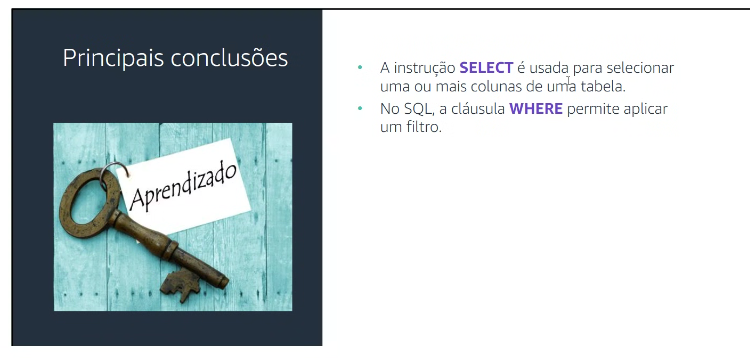 Principais conclusões
Aprendizado
• A instrução SELECT é usada para selecionar
uma ou mais colunas de uma tabela.
• No SQL, a cláusula WHERE permite aplicar
um filtro.